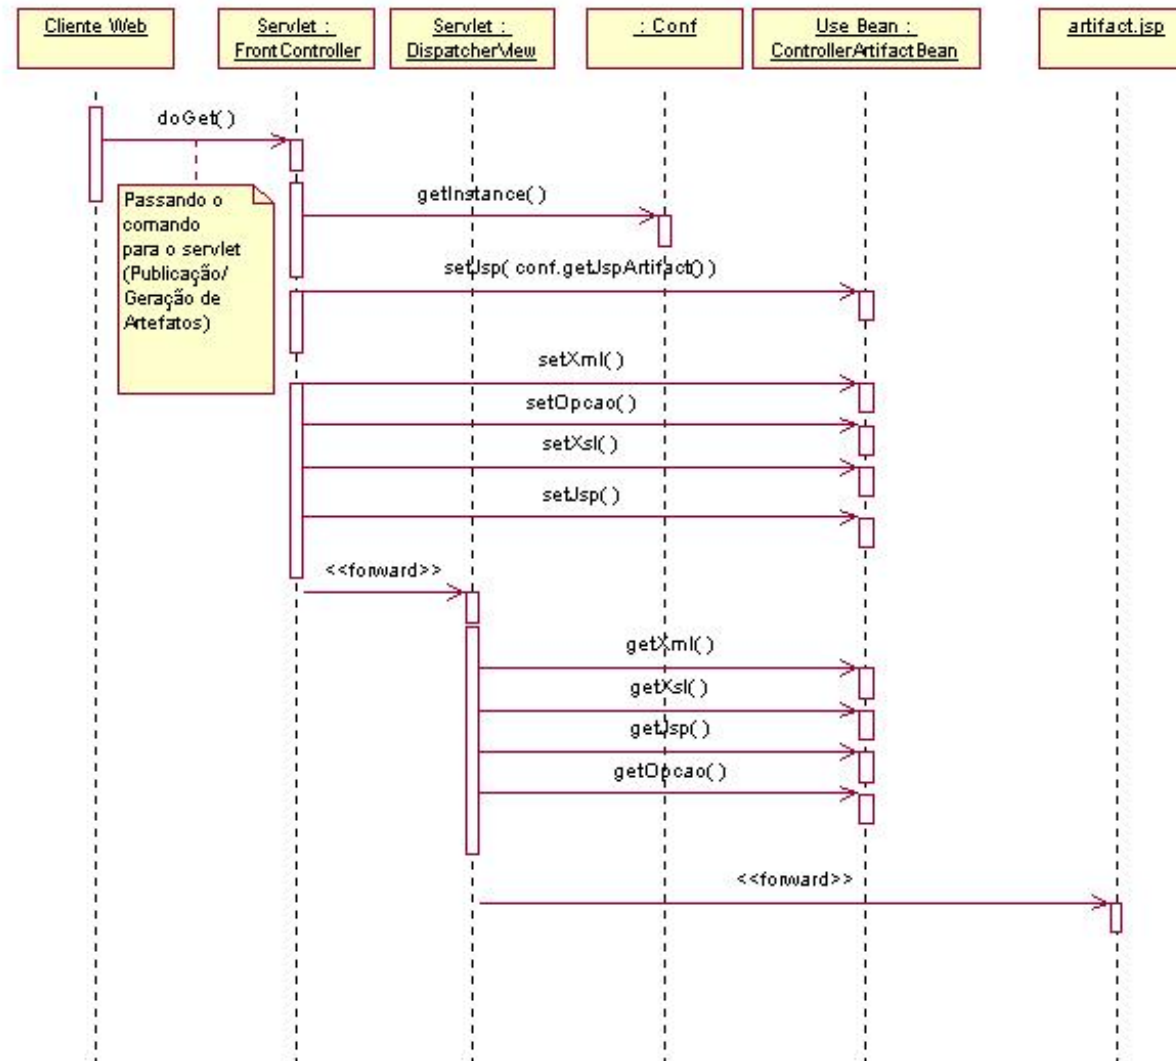 Cliente Web
Servlet :
FrontController
Servlet :
DispatcherView
: Conf
Use Bean :
ControllerArtifactBean
artifact.jsp
doGet( )
Passando o
comando
para o servlet
(Publicação/
Geração de
Artefatos)
getInstance( )
setJsp( conf.getJspArtifact() )
setXml( )
setOpcao( )
setXsl( )
setJsp( )
<<forward>>
getXml( )
getXsl( )
getJsp( )
getOpcao( )
<<forward>>